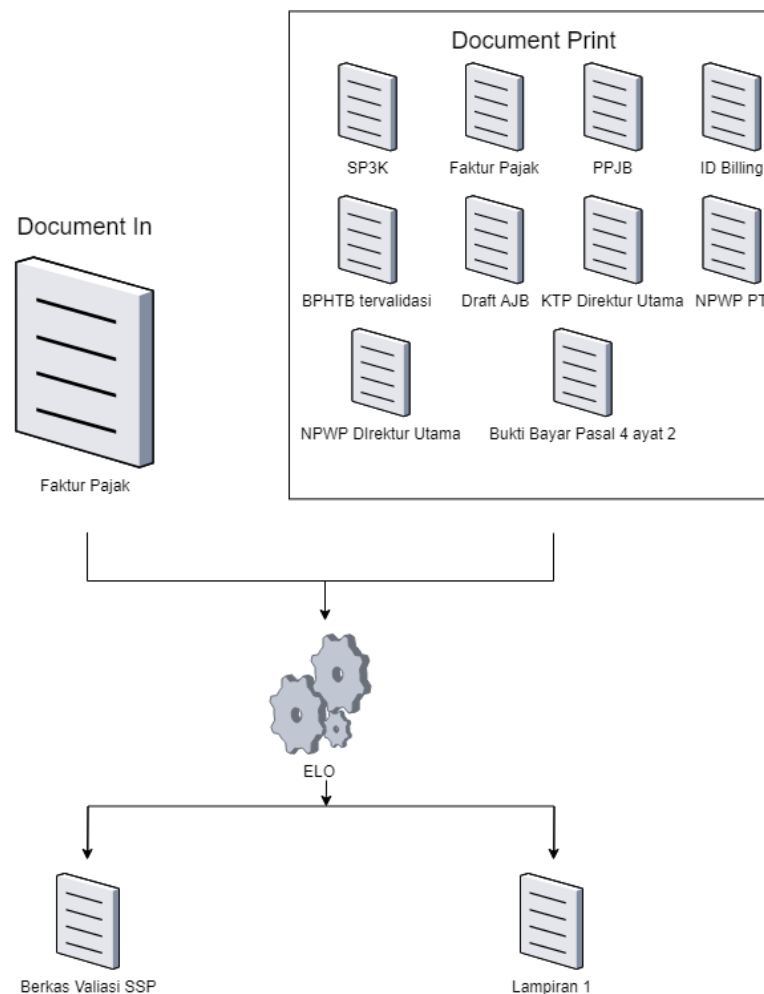 Document Print
SP3K
Faktur Pajak
PPJB
ID Billing
Document In
BPHTB tervalidasi
Draft AJB
KTP Direktur Utama
NPWP PT
NPWP DIrektur Utama
Bukti Bayar Pasal 4 ayat 2
Faktur Pajak
ELO
Berkas Valiasi SSP
Lampiran 1